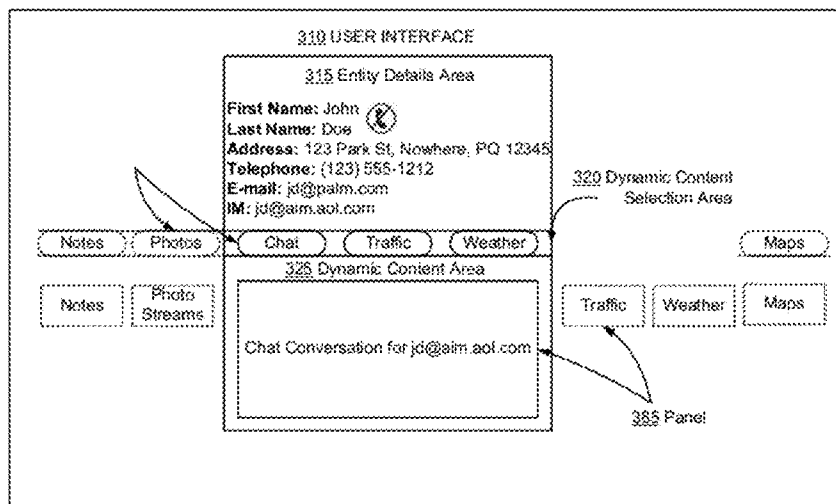 310 USER INTERFACE
315 Entity Details Area
First Name: John
Last Name: Doe
Address: 123 Park St, Nowhere, PQ 12345
Telephone: (123) 555-1212
E-mail: jd@palm.com
IM: jd@aim.aol.com
320 Dynamic Content
Selection Area
Notes Photos Chat Traffic Weather Maps
325 Dynamic Content Area
Notes Photo Streams Traffic Weather Maps
Chat Conversation for jd@aim.aol.com
385 Panel